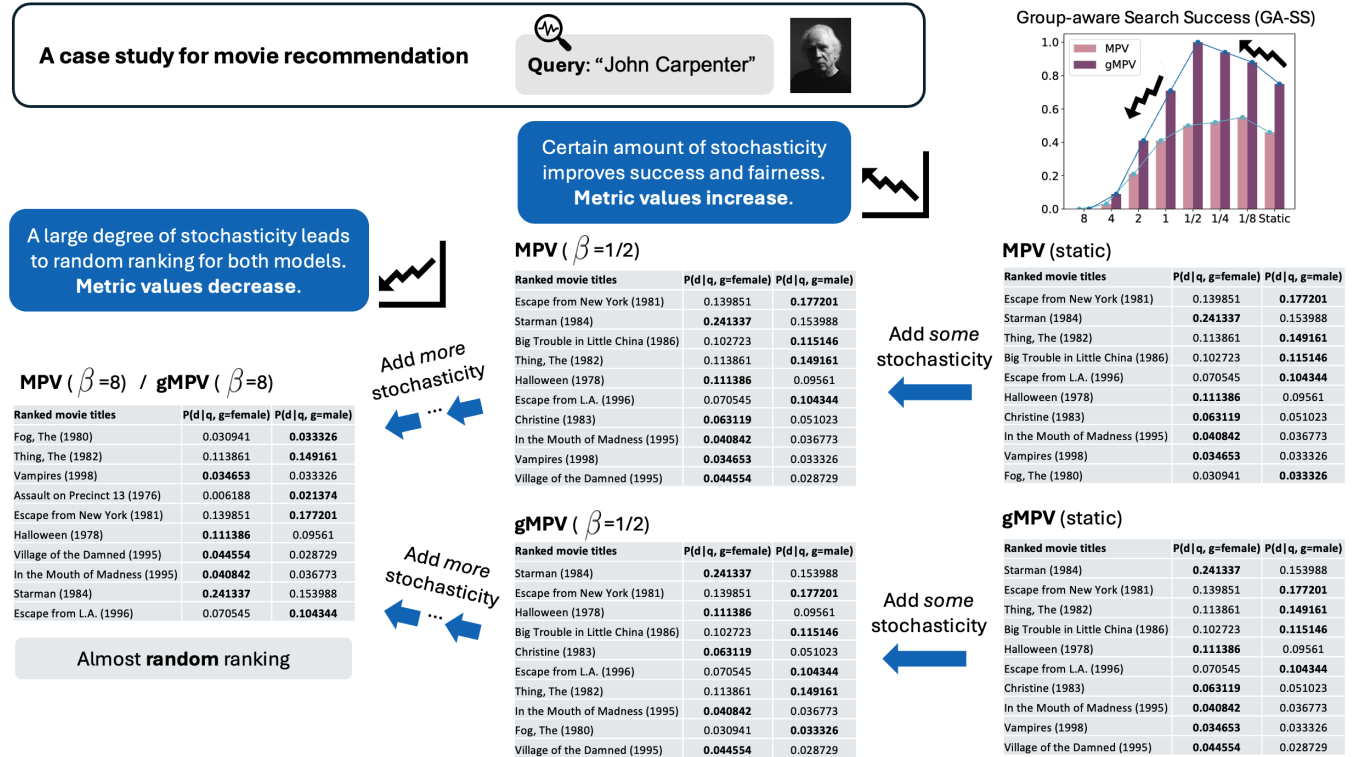 A case study for movie recommendation
Query: “John Carpenter”
Group-aware Search Success (GA-SS)
1.0
0.8
0.6
0.4
0.2
0.0
MPV
gMPV
8 4 2 1 1/2 1/4 1/8 Static
Certain amount of stochasticity
improves success and fairness.
Metric values increase.
A large degree of stochasticity leads
to random ranking for both models.
Metric values decrease.
MPV ( β =8) / gMPV ( β =8)
Ranked movie titles P(d|q, g=female) P(d|q, g=male)
Fog, The (1980) 0.030941 0.033326
Thing, The (1982) 0.113861 0.149161
Vampires (1998) 0.034653 0.033326
Assault on Precinct 13 (1976) 0.006188 0.021374
Escape from New York (1981) 0.139851 0.177201
Halloween (1978) 0.111386 0.09561
Village of the Damned (1995) 0.044554 0.028729
In the Mouth of Madness (1995) 0.040842 0.036773
Starman (1984) 0.241337 0.153988
Escape from L.A. (1996) 0.070545 0.104344
Almost random ranking
Add more
stochasticity
...
Add more
stochasticity
...
MPV ( β =1/2)
Ranked movie titles P(d|q, g=female) P(d|q, g=male)
Escape from New York (1981) 0.139851 0.177201
Starman (1984) 0.241337 0.153988
Big Trouble in Little China (1986) 0.102723 0.115146
Thing, The (1982) 0.113861 0.149161
Halloween (1978) 0.111386 0.09561
Escape from L.A. (1996) 0.070545 0.104344
Christine (1983) 0.063119 0.051023
In the Mouth of Madness (1995) 0.040842 0.036773
Vampires (1998) 0.034653 0.033326
Village of the Damned (1995) 0.044554 0.028729
gMPV ( β =1/2)
Ranked movie titles P(d|q, g=female) P(d|q, g=male)
Starman (1984) 0.241337 0.153988
Escape from New York (1981) 0.139851 0.177201
Halloween (1978) 0.111386 0.09561
Big Trouble in Little China (1986) 0.102723 0.115146
Christine (1983) 0.063119 0.051023
Escape from L.A. (1996) 0.070545 0.104344
Thing, The (1982) 0.113861 0.149161
In the Mouth of Madness (1995) 0.040842 0.036773
Fog, The (1980) 0.030941 0.033326
Village of the Damned (1995) 0.044554 0.028729
Add some
stochasticity
Add some
stochasticity
MPV (static)
Ranked movie titles P(d|q, g=female) P(d|q, g=male)
Escape from New York (1981) 0.139851 0.177201
Starman (1984) 0.241337 0.153988
Thing, The (1982) 0.113861 0.149161
Big Trouble in Little China (1986) 0.102723 0.115146
Escape from L.A. (1996) 0.070545 0.104344
Halloween (1978) 0.111386 0.09561
Christine (1983) 0.063119 0.051023
In the Mouth of Madness (1995) 0.040842 0.036773
Vampires (1998) 0.034653 0.033326
Fog, The (1980) 0.030941 0.033326
gMPV (static)
Ranked movie titles P(d|q, g=female) P(d|q, g=male)
Starman (1984) 0.241337 0.153988
Escape from New York (1981) 0.139851 0.177201
Thing, The (1982) 0.113861 0.149161
Big Trouble in Little China (1986) 0.102723 0.115146
Halloween (1978) 0.111386 0.09561
Escape from L.A. (1996) 0.070545 0.104344
Christine (1983) 0.063119 0.051023
In the Mouth of Madness (1995) 0.040842 0.036773
Vampires (1998) 0.034653 0.033326
Village of the Damned (1995) 0.044554 0.028729